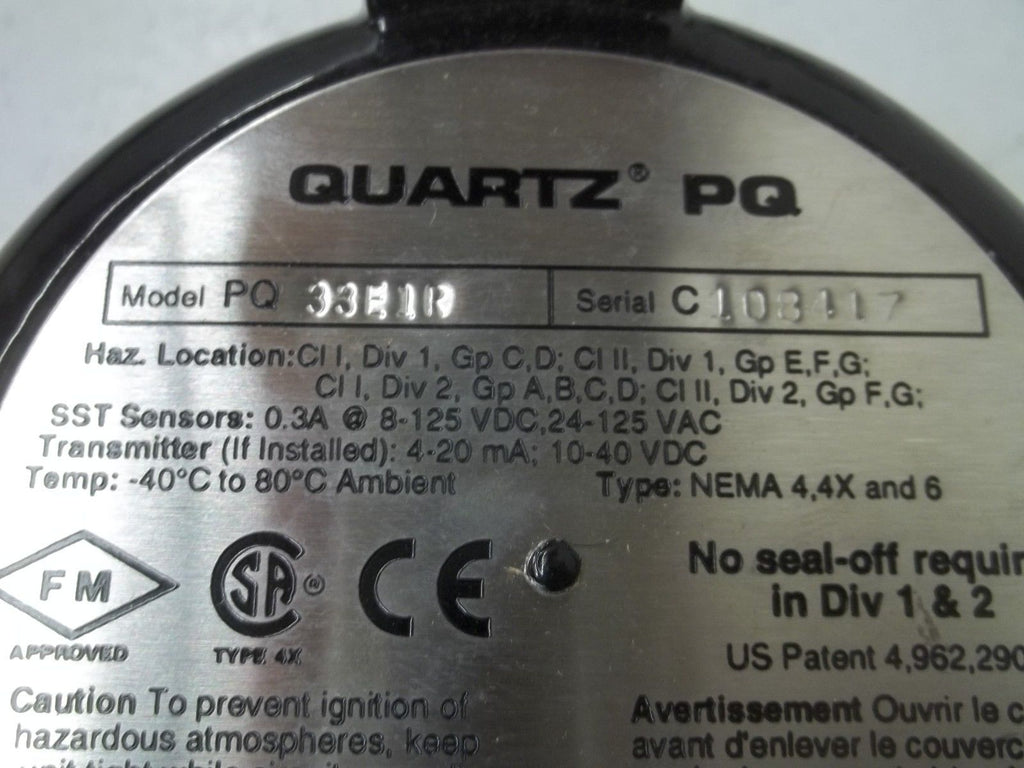 QUARTZ® PQ
Model PQ 33E1R Serial C 108417
Haz. Location:Cl I, Div 1, Gp C,D; Cl II, Div 1, Gp E,F,G;
Cl I, Div 2, Gp A,B,C,D; Cl II, Div 2, Gp F,G;
SST Sensors: 0.3A @ 8-125 VDC,24-125 VAC
Transmitter (If Installed): 4-20 mA; 10-40 VDC
Temp: -40°C to 80°C Ambient Type: NEMA 4,4X and 6
FM
APPROVED
SA ®
TYPE 4X
CE
No seal-off requir
in Div 1 & 2
US Patent 4,962,290
Caution To prevent ignition of
hazardous atmospheres, keep
Avertissement Ouvrir le c
avant d'enlever le couverc